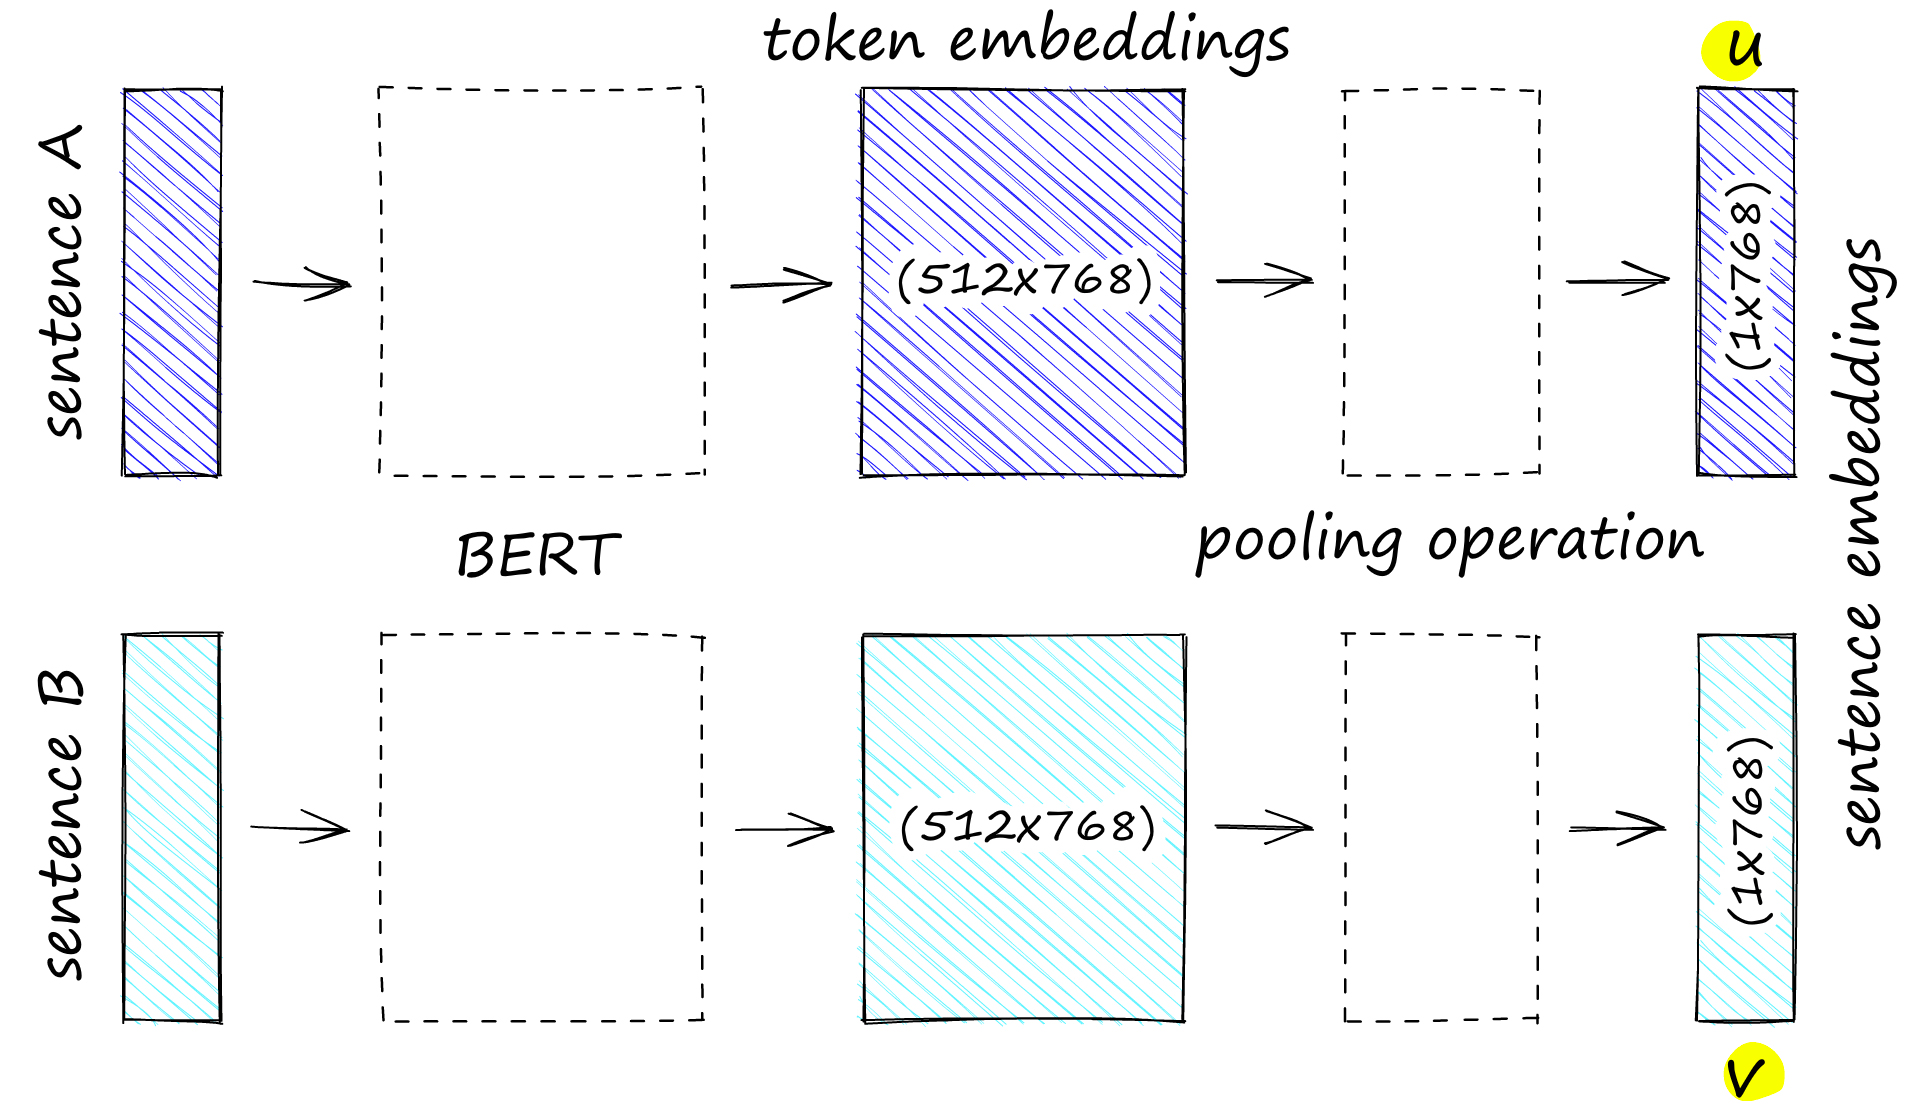 token embeddings
u
sentence A
(512x768)
(1x768)
BERT
pooling operation
sentence embeddings
sentence B
(512x768)
(1x768)
v